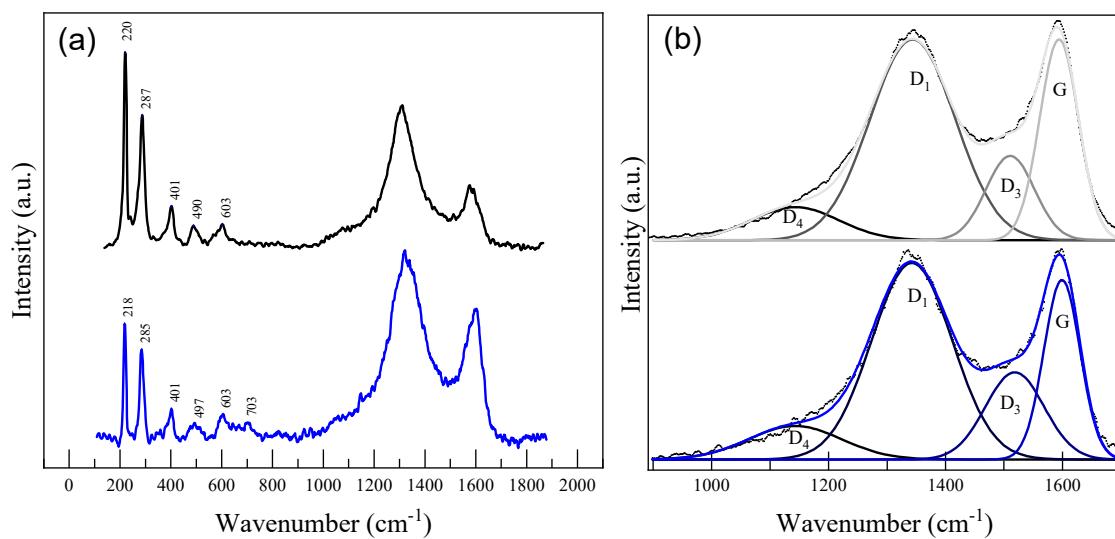 (a)
220
287
401
490
603
218
285
401
497
603
703
Intensity (a.u.)
0 200 400 600 800 1000 1200 1400 1600 1800 2000
Wavenumber (cm⁻¹)
(b)
D₁
G
D₃
D₄
D₁
G
D₃
D₄
Intensity (a.u.)
1000 1200 1400 1600
Wavenumber (cm⁻¹)